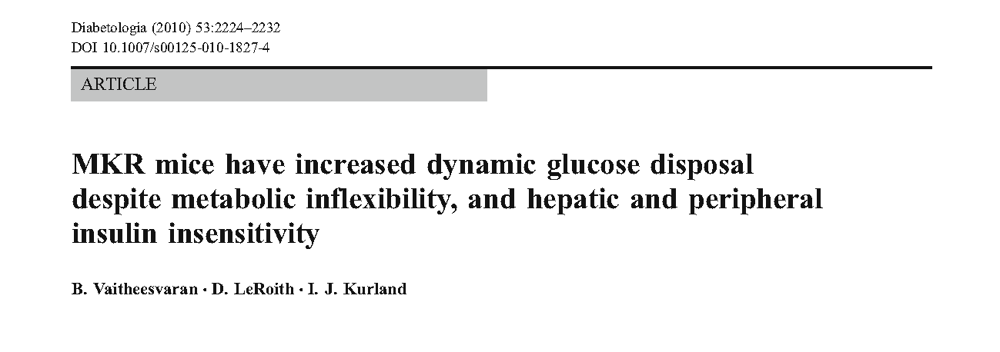 Diabetologia (2010) 53:2224–2232
DOI 10.1007/s00125-010-1827-4
ARTICLE
MKR mice have increased dynamic glucose disposal
despite metabolic inflexibility, and hepatic and peripheral
insulin insensitivity
B. Vaitheesvaran · D. LeRoith · I. J. Kurland